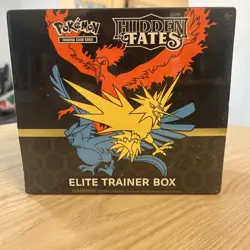 Pokémon
TRADING CARD GAME
HIDDEN
FATES
ELITE TRAINER BOX